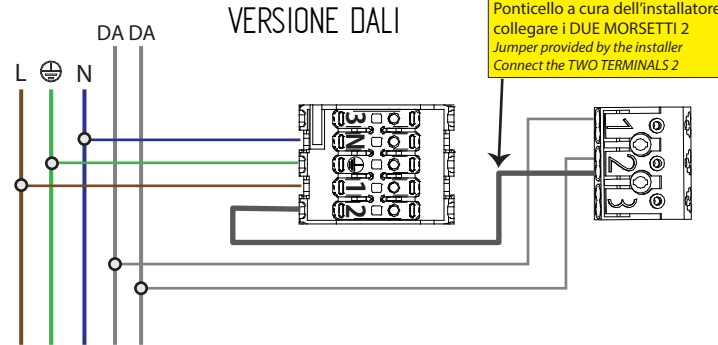 VERSIONE DALI
Ponticello a cura dell'installatore
collegare i DUE MORSETTI 2
Jumper provided by the installer
Connect the TWO TERMINALS 2
DA DA
L N
3
N
1
2
1
2
3